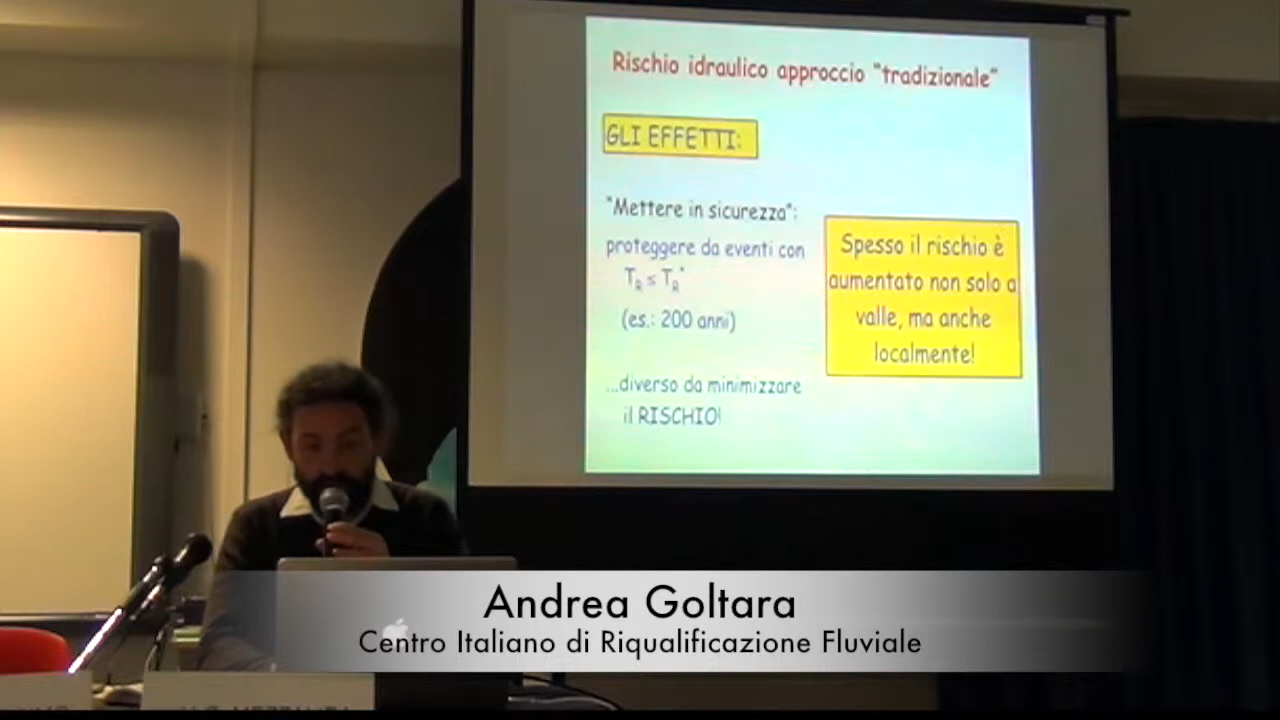 Rischio idraulico approccio "tradizionale"
GLI EFFETTI:
"Mettere in sicurezza":
proteggere da eventi con
T_R ≤ T_R*
(es.: 200 anni)
...diverso da minimizzare
il RISCHIO!
Spesso il rischio è
aumentato non solo a
valle, ma anche
localmente!
Andrea Goltara
Centro Italiano di Riqualificazione Fluviale